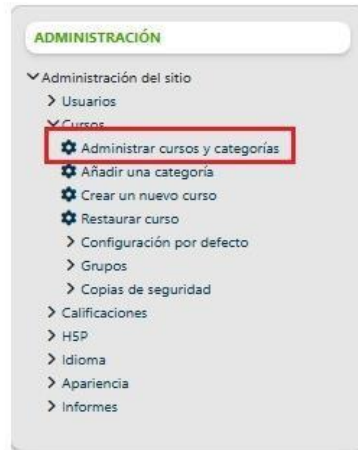 ADMINISTRACIÓN
Administración del sitio
Usuarios
Cursos
Administrar cursos y categorías
Añadir una categoría
Crear un nuevo curso
Restaurar curso
Configuración por defecto
Grupos
Copias de seguridad
Calificaciones
H5P
Idioma
Apariencia
Informes